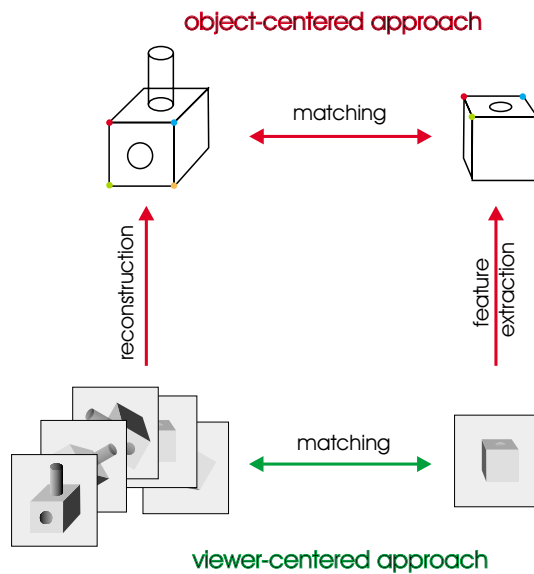 object-centered approach
matching
reconstruction
feature
extraction
matching
viewer-centered approach